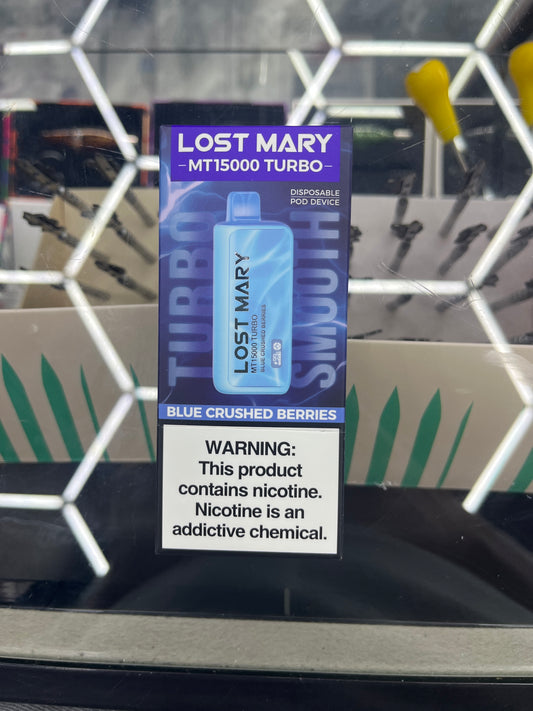 LOST MARY
MT15000 TURBO
DISPOSABLE
POD DEVICE
TURBO
SMOOTH
LOST MARY
MT15000 TURBO
BLUE CRUSHED BERRIES
BLUE CRUSHED BERRIES
WARNING:
This product
contains nicotine.
Nicotine is an
addictive chemical.